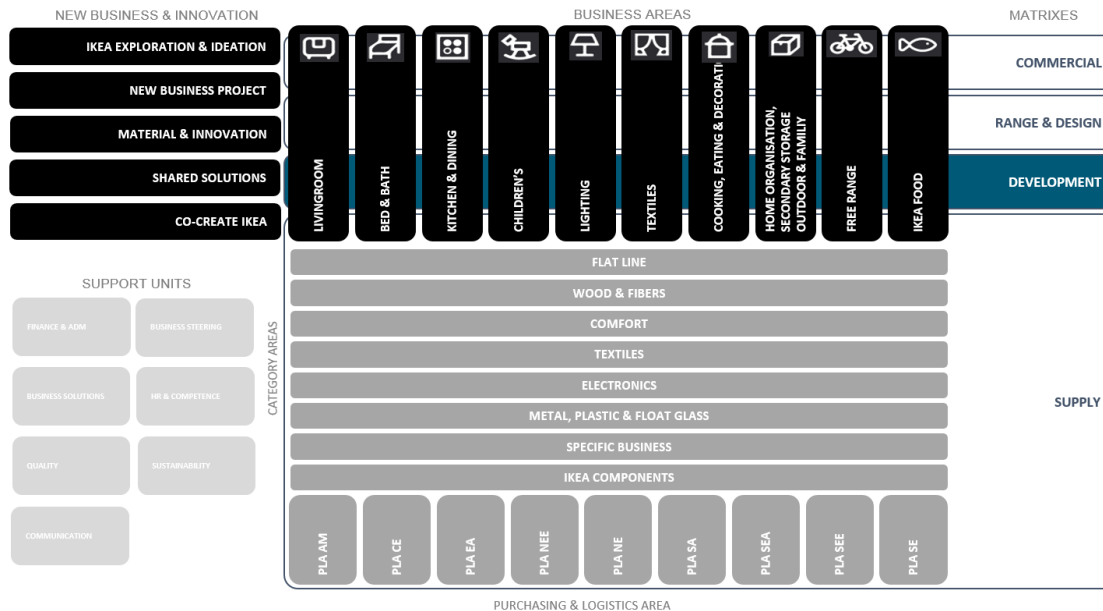 NEW BUSINESS & INNOVATION
BUSINESS AREAS
MATRIXES
IKEA EXPLORATION & IDEATION
NEW BUSINESS PROJECT
MATERIAL & INNOVATION
SHARED SOLUTIONS
CO-CREATE IKEA
LIVINGROOM
BED & BATH
KITCHEN & DINING
CHILDREN'S
LIGHTING
TEXTILES
COOKING, EATING & DECORATI
HOME ORGANISATION,
SECONDARY STORAGE
OUTDOOR & FAMILIY
FREE RANGE
IKEA FOOD
COMMERCIAL
RANGE & DESIGN
DEVELOPMENT
SUPPLY
SUPPORT UNITS
FINANCE & ADM
BUSINESS STEERING
BUSINESS SOLUTIONS
HR & COMPETENCE
QUALITY
SUSTAINABILITY
COMMUNICATION
CATEGORY AREAS
FLAT LINE
WOOD & FIBERS
COMFORT
TEXTILES
ELECTRONICS
METAL, PLASTIC & FLOAT GLASS
SPECIFIC BUSINESS
IKEA COMPONENTS
PLA AM
PLA CE
PLA EA
PLA NEE
PLA NE
PLA SA
PLA SEA
PLA SEE
PLA SE
PURCHASING & LOGISTICS AREA